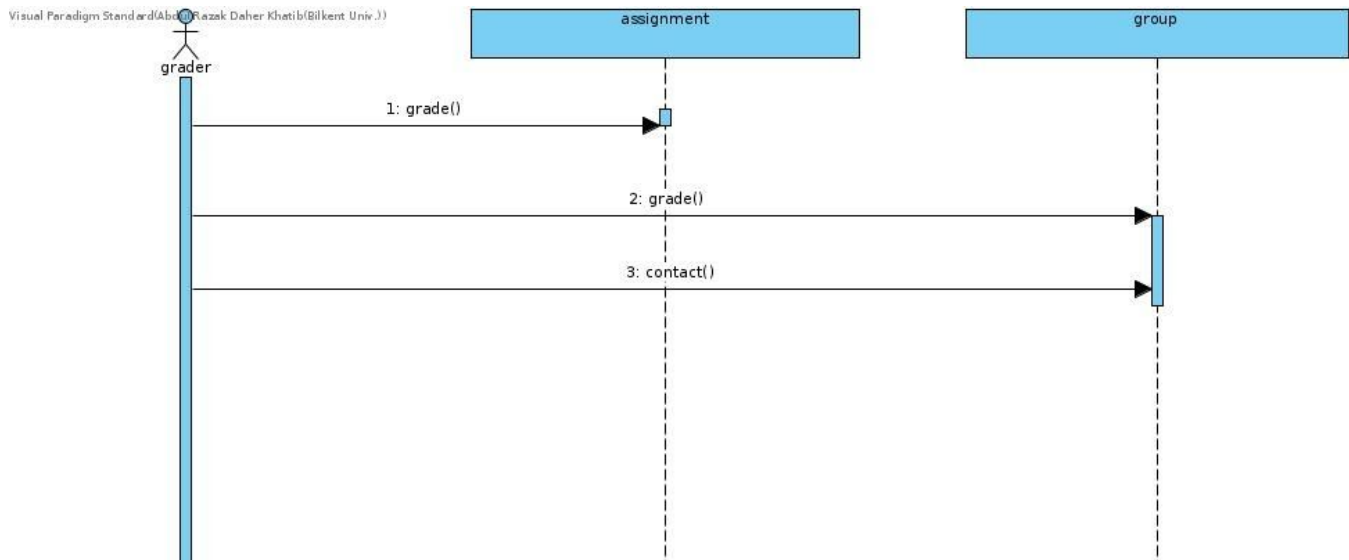 Visual Paradigm Standard(Abdul Razak Daher Khatib(Bilkent Univ.))
assignment
group
grader
1: grade()
2: grade()
3: contact()